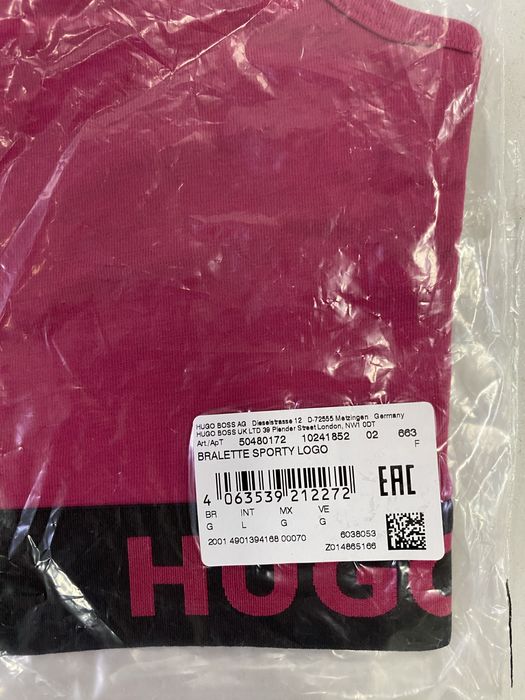 HUGO BOSS AG Dieselstrasse 12 D-72555 Metzingen Germany
HUGO BOSS UK LTD 39 Plender Street London, NW1 0DT
Art./ApT 50480172 10241852 02 663
BRALETTE SPORTY LOGO F
4 063539 212272 EAC
BR INT MX VE
G L G G
2001 4901394168 00070 6038053
Z014865166
HUGO